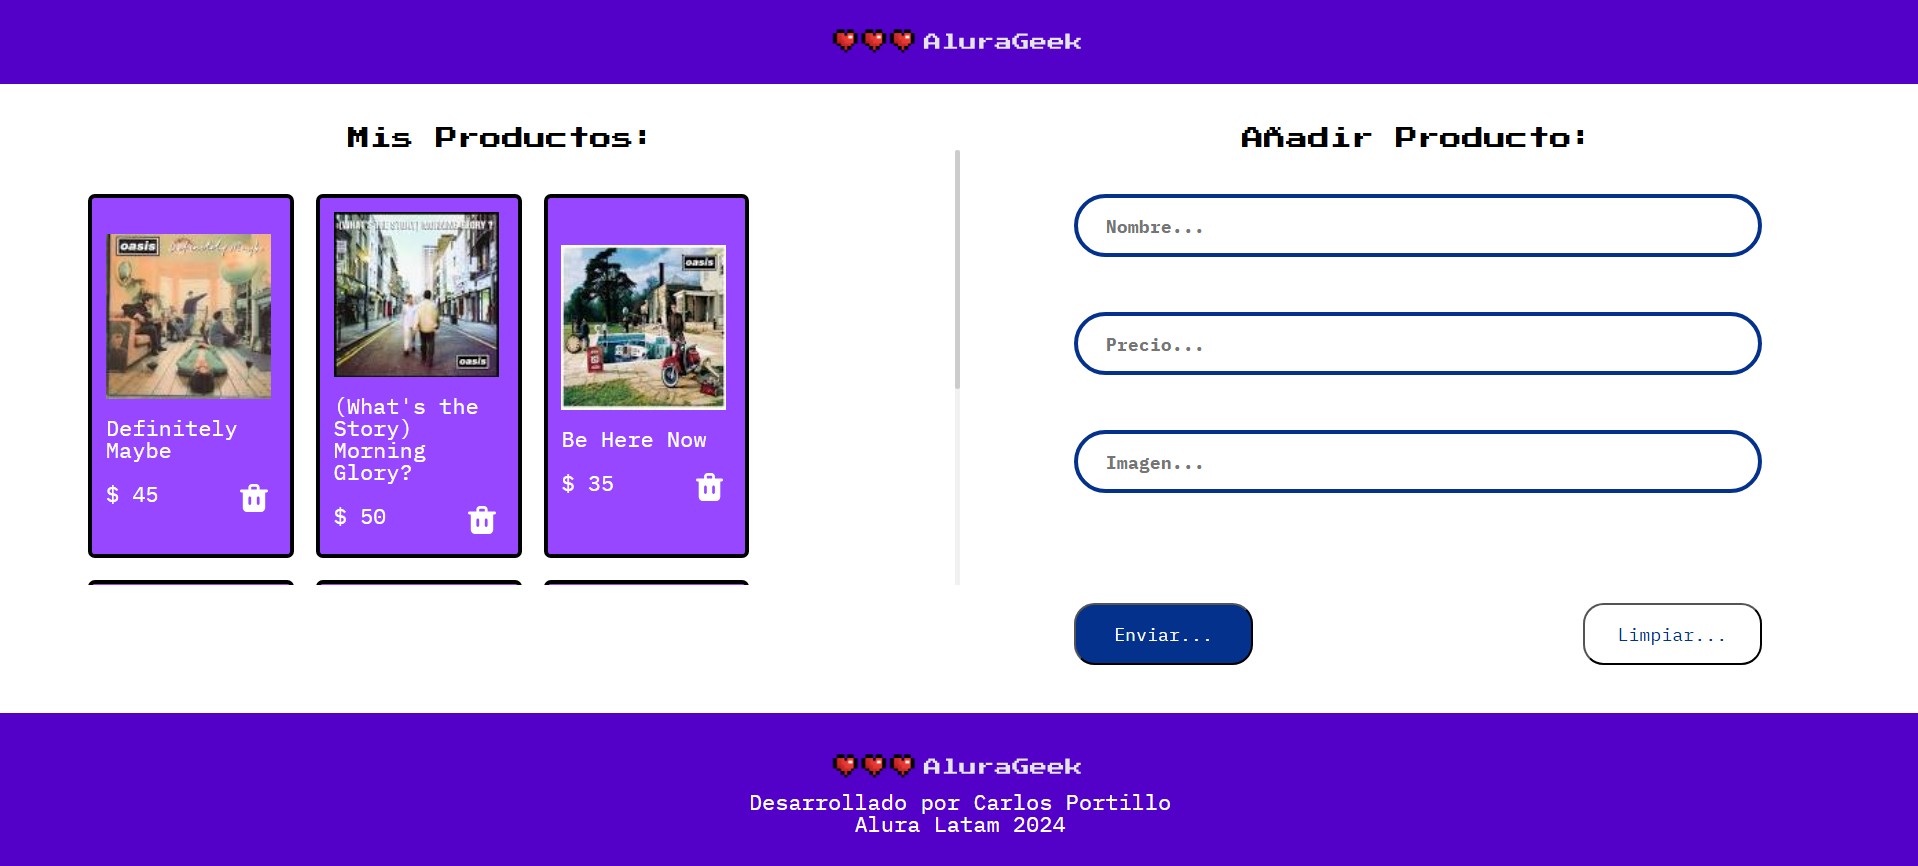 AluraGeek
Mis Productos:
Añadir Producto:
oasis Definitely Maybe
(WHAT'S THE STORY) MORNING GLORY ?
oasis
oasis
Definitely
Maybe
$ 45
(What's the
Story)
Morning
Glory?
$ 50
Be Here Now
$ 35
Nombre...
Precio...
Imagen...
Enviar...
Limpiar...
AluraGeek
Desarrollado por Carlos Portillo
Alura Latam 2024